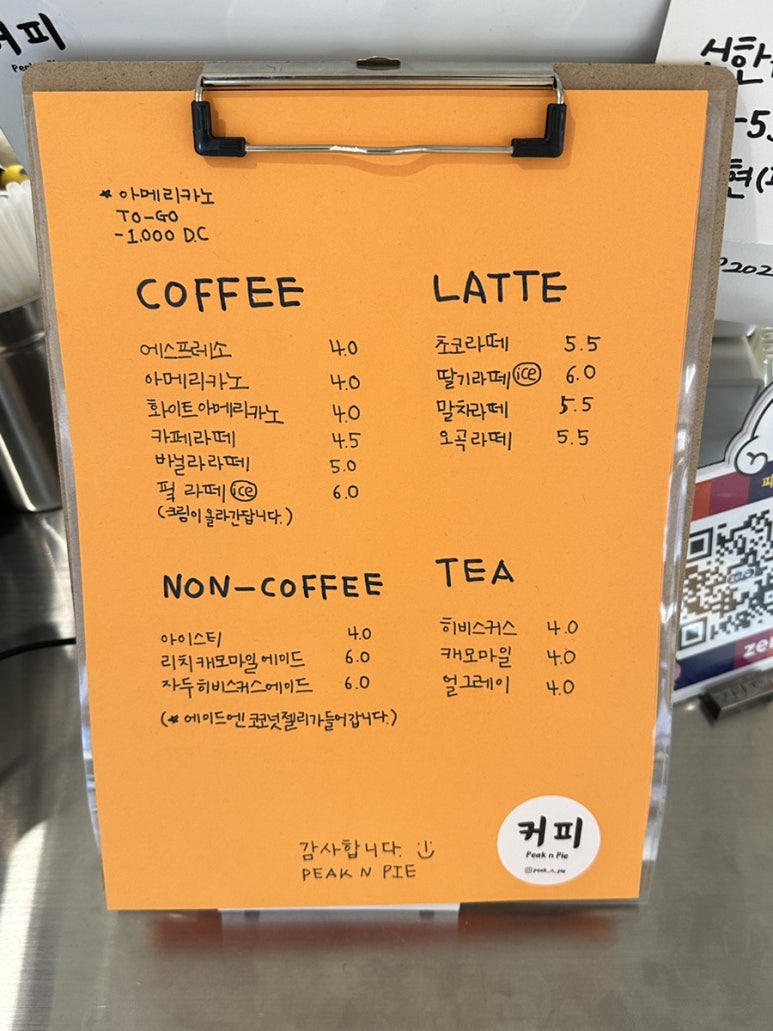 * 아메리카노
TO-GO
-1.000 D.C
COFFEE
에스프레소 4.0
아메리카노 4.0
화이트아메리카노 4.0
카페라떼 4.5
바닐라라떼 5.0
픽 라떼 ice 6.0
(크림이 올라간답니다.)
LATTE
초코라떼 5.5
딸기라떼 ice 6.0
말차라떼 5.5
오곡라떼 5.5
NON-COFFEE
아이스티 4.0
리치캐모마일에이드 6.0
자두히비스커스에이드 6.0
(* 에이드엔 코코넛젤리가들어갑니다.)
TEA
히비스커스 4.0
캐모마일 4.0
얼그레이 4.0
감사합니다. :)
PEAK N PIE
커피
Peak n Pie
@peak_n_pie
커피
신한
-5
202